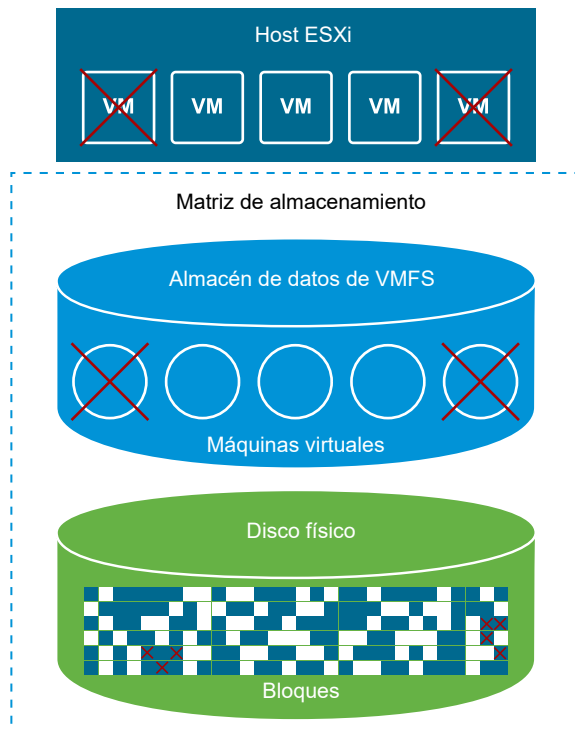 Host ESXi
VM VM VM VM VM
Matriz de almacenamiento
Almacén de datos de VMFS
Máquinas virtuales
Disco físico
Bloques